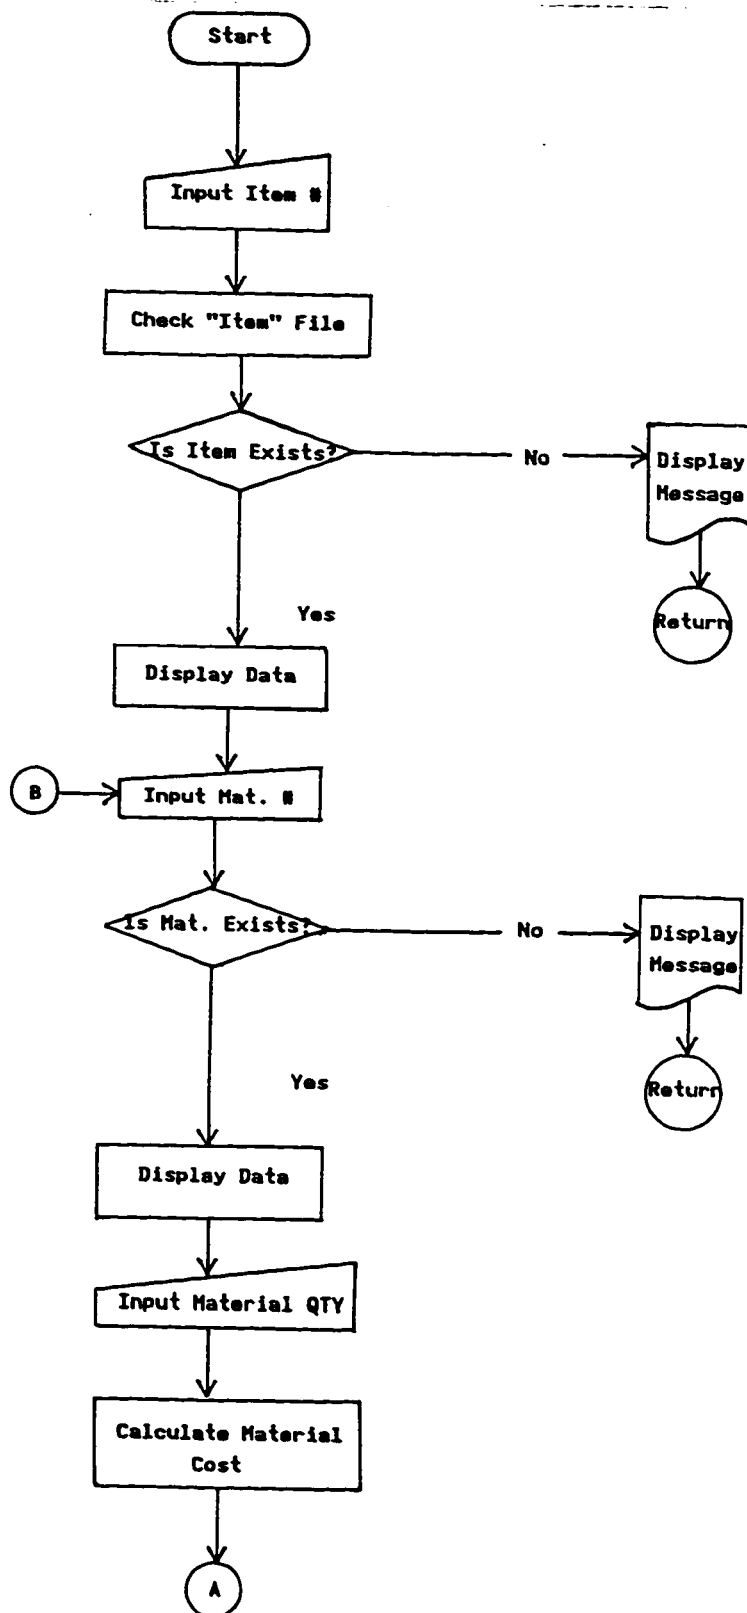 Start
Input Item #
Check "Item" File
Is Item Exists?
No
Display
Message
Return
Yes
Display Data
B
Input Mat. #
Is Mat. Exists?
No
Display
Message
Return
Yes
Display Data
Input Material QTY
Calculate Material
Cost
A